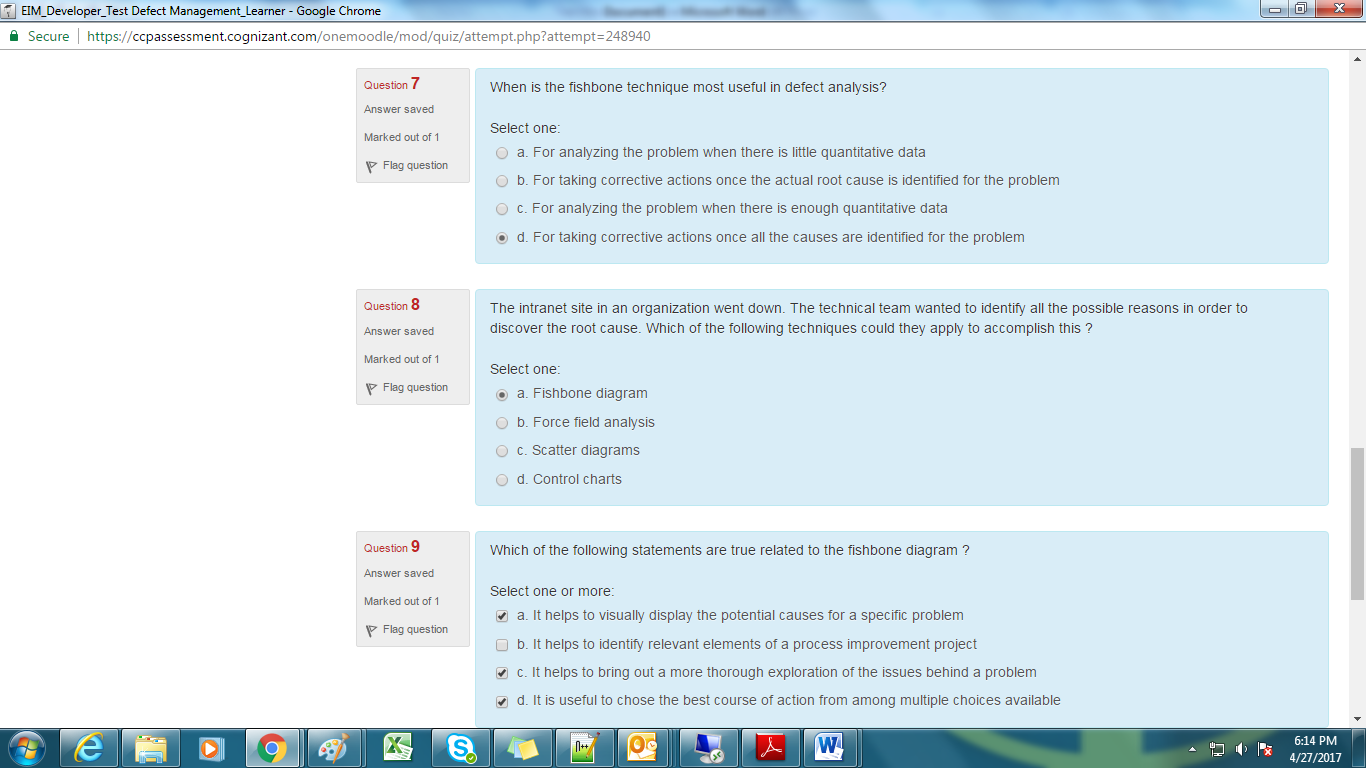 EIM_Developer_Test Defect Management_Learner - Google Chrome
Secure
https://ccpassessment.cognizant.com/onemoodle/mod/quiz/attempt.php?attempt=248940
Question 7
Answer saved
Marked out of 1
Flag question
When is the fishbone technique most useful in defect analysis?
Select one:
a. For analyzing the problem when there is little quantitative data
b. For taking corrective actions once the actual root cause is identified for the problem
c. For analyzing the problem when there is enough quantitative data
d. For taking corrective actions once all the causes are identified for the problem
Question 8
Answer saved
Marked out of 1
Flag question
The intranet site in an organization went down. The technical team wanted to identify all the possible reasons in order to
discover the root cause. Which of the following techniques could they apply to accomplish this ?
Select one:
a. Fishbone diagram
b. Force field analysis
c. Scatter diagrams
d. Control charts
Question 9
Answer saved
Marked out of 1
Flag question
Which of the following statements are true related to the fishbone diagram ?
Select one or more:
a. It helps to visually display the potential causes for a specific problem
b. It helps to identify relevant elements of a process improvement project
c. It helps to bring out a more thorough exploration of the issues behind a problem
d. It is useful to chose the best course of action from among multiple choices available
6:14 PM
4/27/2017